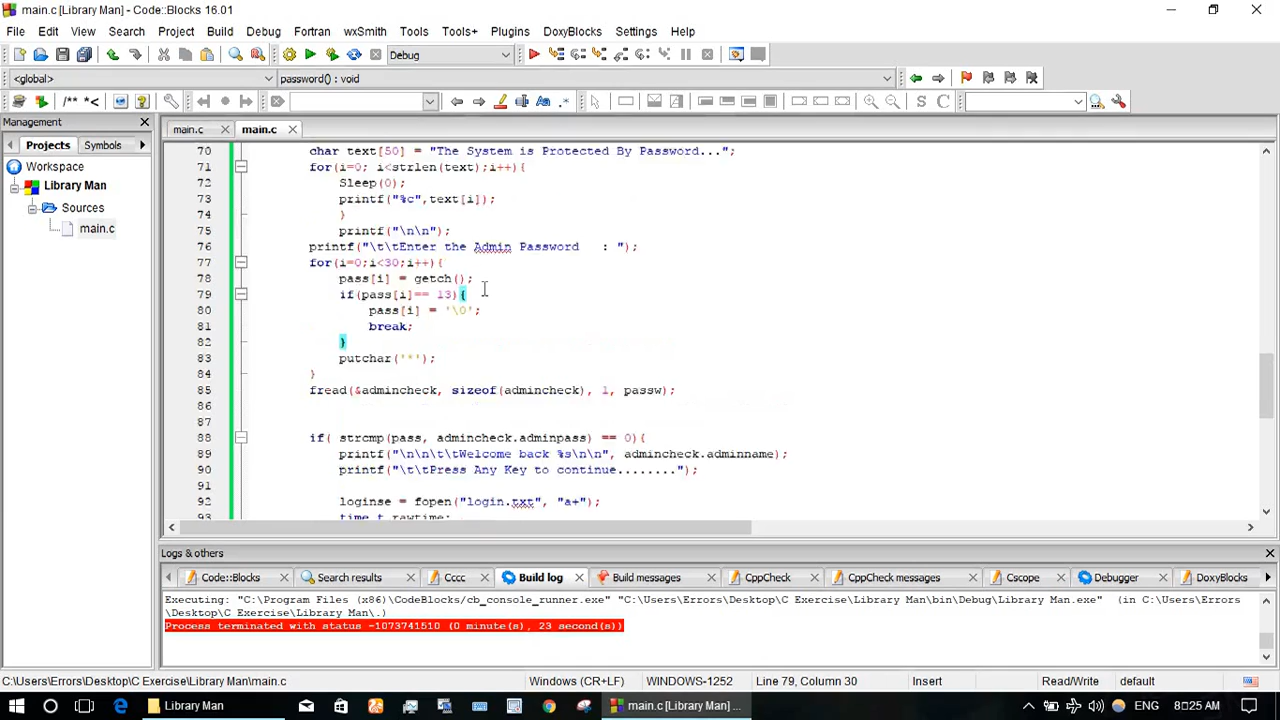 main.c [Library Man] - Code::Blocks 16.01
File Edit View Search Project Build Debug Fortran wxSmith Tools Tools+ Plugins DoxyBlocks Settings Help
Debug
<global> password() : void
/** *<
Management
main.c main.c
Projects Symbols
Workspace
Library Man
Sources
main.c
70 char text[50] = "The System is Protected By Password...";
71 for(i=0; i<strlen(text);i++){
72 Sleep(0);
73 printf("%c",text[i]);
74 }
75 printf("\n\n");
76 printf("\t\tEnter the Admin Password : ");
77 for(i=0;i<30;i++){
78 pass[i] = getch();
79 if(pass[i]== 13){
80 pass[i] = '\0';
81 break;
82 }
83 putchar('*');
84 }
85 fread(&admincheck, sizeof(admincheck), 1, passw);
86
87
88 if( strcmp(pass, admincheck.adminpass) == 0){
89 printf("\n\n\t\tWelcome back %s\n\n", admincheck.adminname);
90 printf("\t\tPress Any Key to continue........");
91
92 loginse = fopen("login.txt", "a+");
93 time_t rawtime;
Logs & others
Code::Blocks Search results Cccc Build log Build messages CppCheck CppCheck messages Cscope Debugger DoxyBlocks
Executing: "C:\Program Files (x86)\CodeBlocks/cb_console_runner.exe" "C:\Users\Errors\Desktop\C Exercise\Library Man\bin\Debug\Library Man.exe" (in C:\Users\Errors
\Desktop\C Exercise\Library Man\.)
Process terminated with status -1073741510 (0 minute(s), 23 second(s))
C:\Users\Errors\Desktop\C Exercise\Library Man\main.c Windows (CR+LF) WINDOWS-1252 Line 79, Column 30 Insert Read/Write default
Library Man main.c [Library Man] ... ENG 8:25 AM